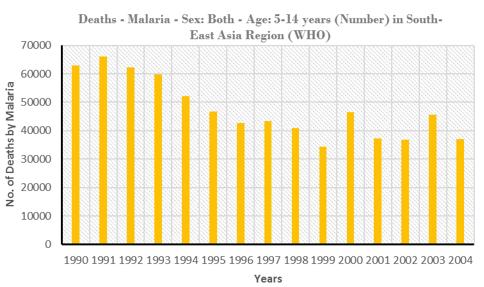 Deaths - Malaria - Sex: Both - Age: 5-14 years (Number) in South-
East Asia Region (WHO)
70000
60000
50000
40000
30000
20000
10000
0
No. of Deaths by Malaria
1990 1991 1992 1993 1994 1995 1996 1997 1998 1999 2000 2001 2002 2003 2004
Years